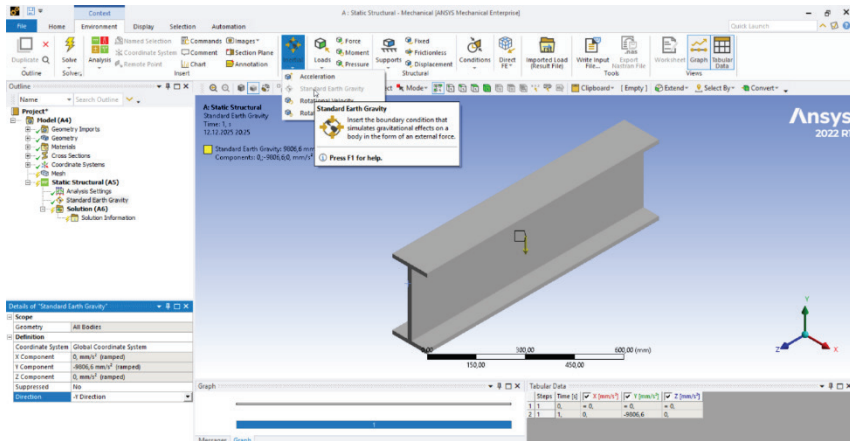 A : Static Structural - Mechanical [ANSYS Mechanical Enterprise]
Context
File Home Environment Display Selection Automation
Quick Launch
Duplicate Q
Outline
Solve
Solver
Analysis
Named Selection
Coordinate System
Remote Point
Commands
Comment
Chart
Images
Section Plane
Annotation
Insert
Inertial
Loads
Force
Moment
Pressure
Supports
Fixed
Frictionless
Displacement
Conditions
Direct
FE
Structural
Imported Load
(Result File)
Write Input
File...
Export
Nastran File
Tools
Worksheet
Graph
Tabular
Data
Views
Outline
Name Search Outline
Project*
Model (A4)
Geometry Imports
Geometry
Materials
Cross Sections
Coordinate Systems
Mesh
Static Structural (A5)
Analysis Settings
Standard Earth Gravity
Solution (A6)
Solution Information
Mode
Clipboard [ Empty ] Extend Select By Convert
Acceleration
Standard Earth Gravity
Rotational Velocity
Standard Earth Gravity
Insert the boundary condition that
simulates gravitational effects on a
body in the form of an external force.
Press F1 for help.
A: Static Structural
Standard Earth Gravity
Time: 1, s
12.12.2025 20:25
Standard Earth Gravity: 9806,6 mm
Components: 0,;-9806,6;0, mm/s²
Ansys
2022 R1
0,00 300,00 600,00 (mm)
150,00 450,00
Y
Z X
Details of "Standard Earth Gravity"
Scope
Geometry All Bodies
Definition
Coordinate System Global Coordinate System
X Component 0, mm/s² (ramped)
Y Component -9806,6 mm/s² (ramped)
Z Component 0, mm/s² (ramped)
Suppressed No
Direction -Y Direction
Graph
1
Messages Graph
Tabular Data
Steps Time [s] X [mm/s²] Y [mm/s²] Z [mm/s²]
1 1 0, = 0, = 0, = 0,
2 1 1, 0, -9806,6 0,